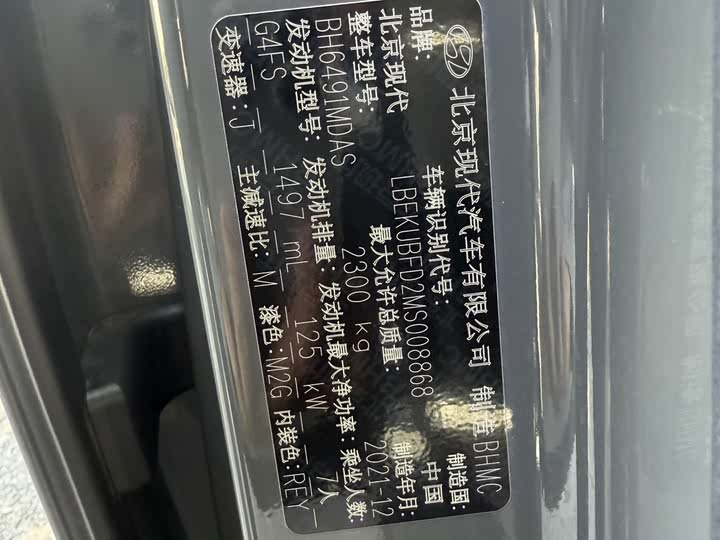 北京现代汽车有限公司 制造 BHMC
品牌: 车辆识别代号: 制造国:
北京现代 LBEKUBFD2MS008868 中国
整车型号: 最大允许总质量: 制造年月:
BH6491MDAS 2300 kg 2021-12
发动机型号: 发动机排量: 发动机最大净功率: 乘坐人数:
G4FS 1497 mL 125 kW 7人
变速器:J 主减速比:M 漆色:M2G 内装色:REY